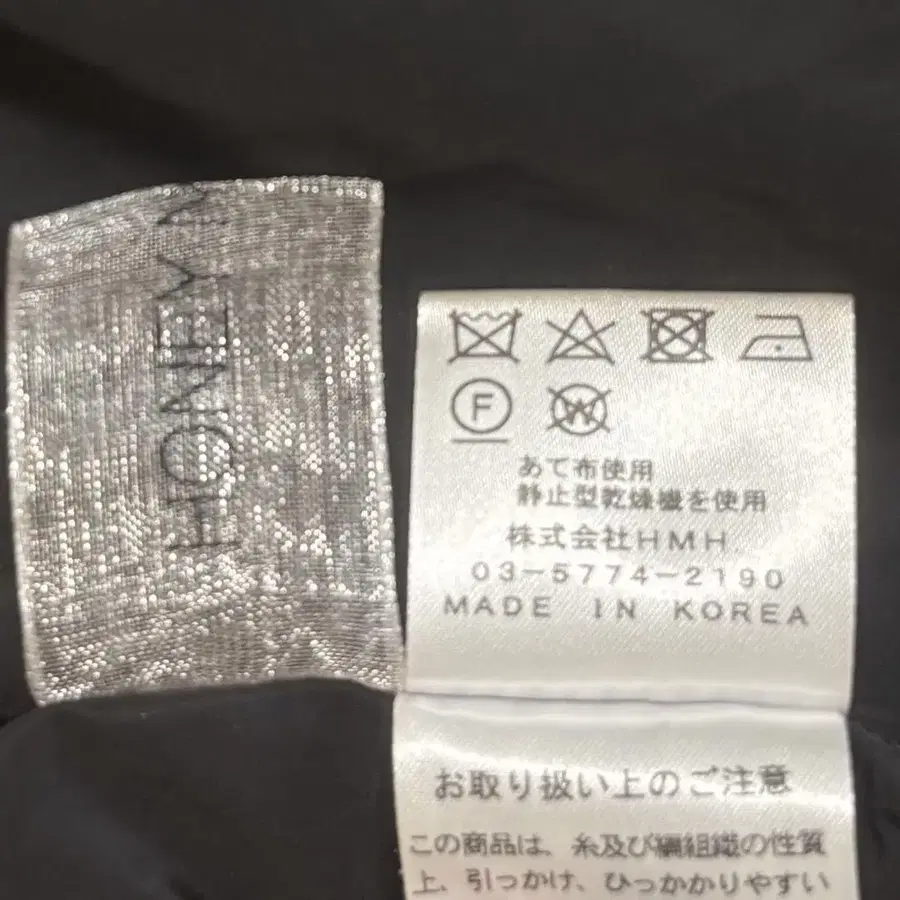 HONEY M
F
W
あて布使用
静止型乾燥機を使用
株式会社HMH
03-5774-2190
MADE IN KOREA
お取り扱い上のご注意
この商品は、糸及び編組織の性質
上、引っかけ、ひっかかりやすい